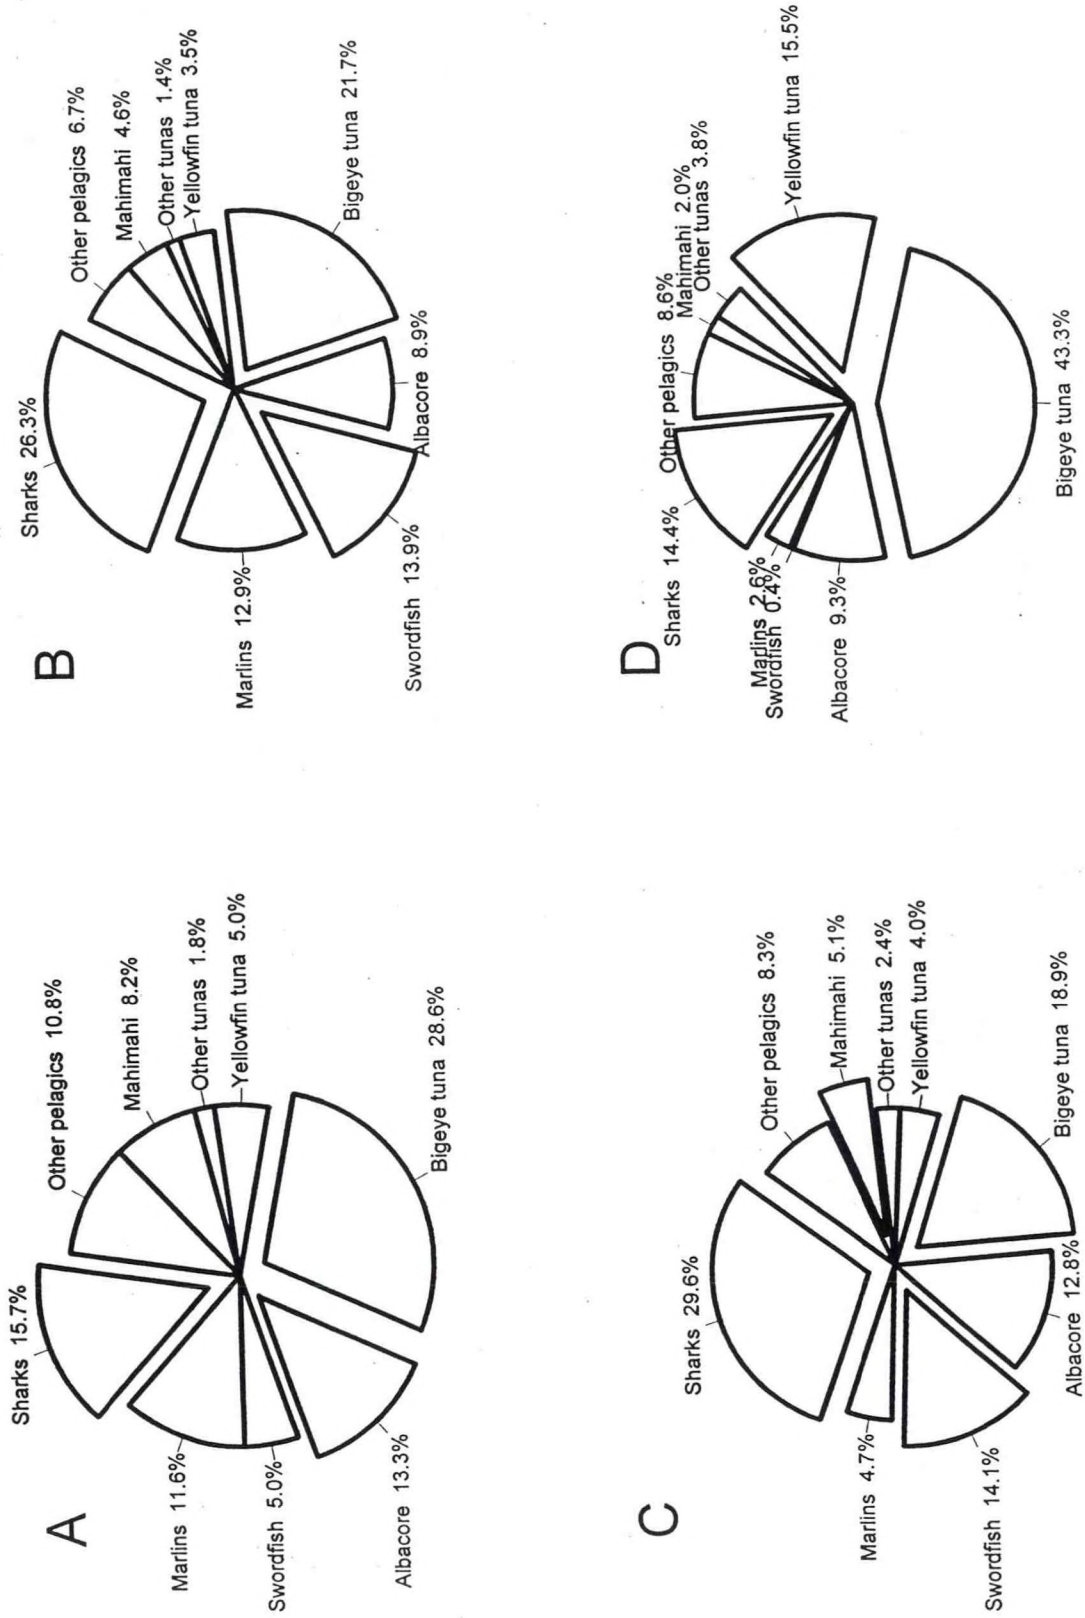 A
Sharks 15.7%
Other pelagics 10.8%
Mahimahi 8.2%
Other tunas 1.8%
Yellowfin tuna 5.0%
Bigeye tuna 28.6%
Albacore 13.3%
Swordfish 5.0%
Marlins 11.6%
B
Sharks 26.3%
Other pelagics 6.7%
Mahimahi 4.6%
Other tunas 1.4%
Yellowfin tuna 3.5%
Bigeye tuna 21.7%
Albacore 8.9%
Swordfish 13.9%
Marlins 12.9%
C
Sharks 29.6%
Other pelagics 8.3%
Mahimahi 5.1%
Other tunas 2.4%
Yellowfin tuna 4.0%
Bigeye tuna 18.9%
Albacore 12.8%
Swordfish 14.1%
Marlins 4.7%
D
Sharks 14.4%
Other pelagics 8.6%
Mahimahi 2.0%
Other tunas 3.8%
Yellowfin tuna 15.5%
Bigeye tuna 43.3%
Albacore 9.3%
Swordfish 0.4%
Marlins 2.6%